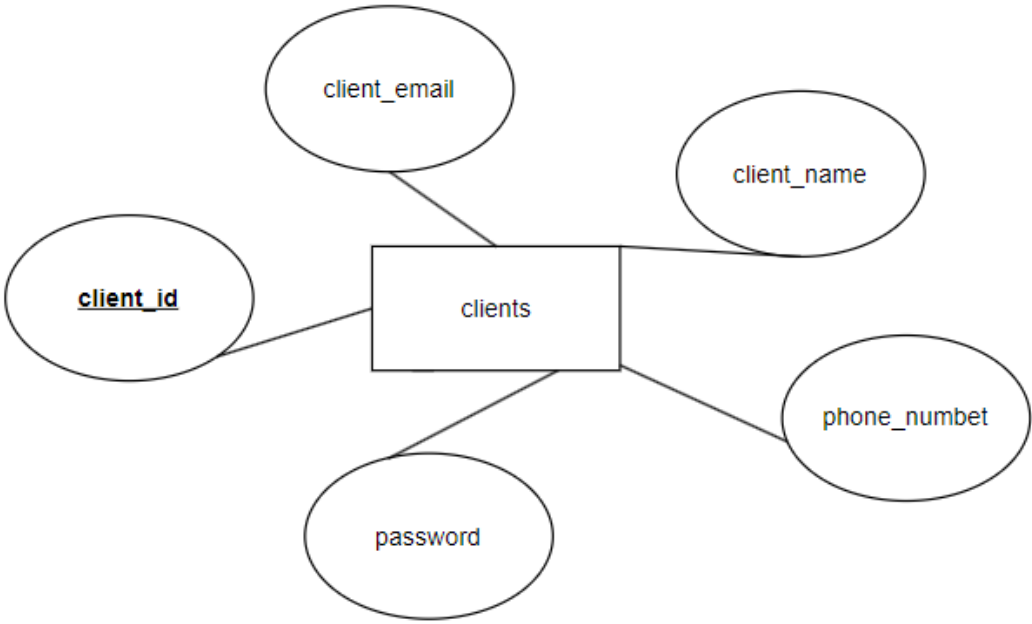 client_email
client_name
client_id
clients
phone_numbet
password